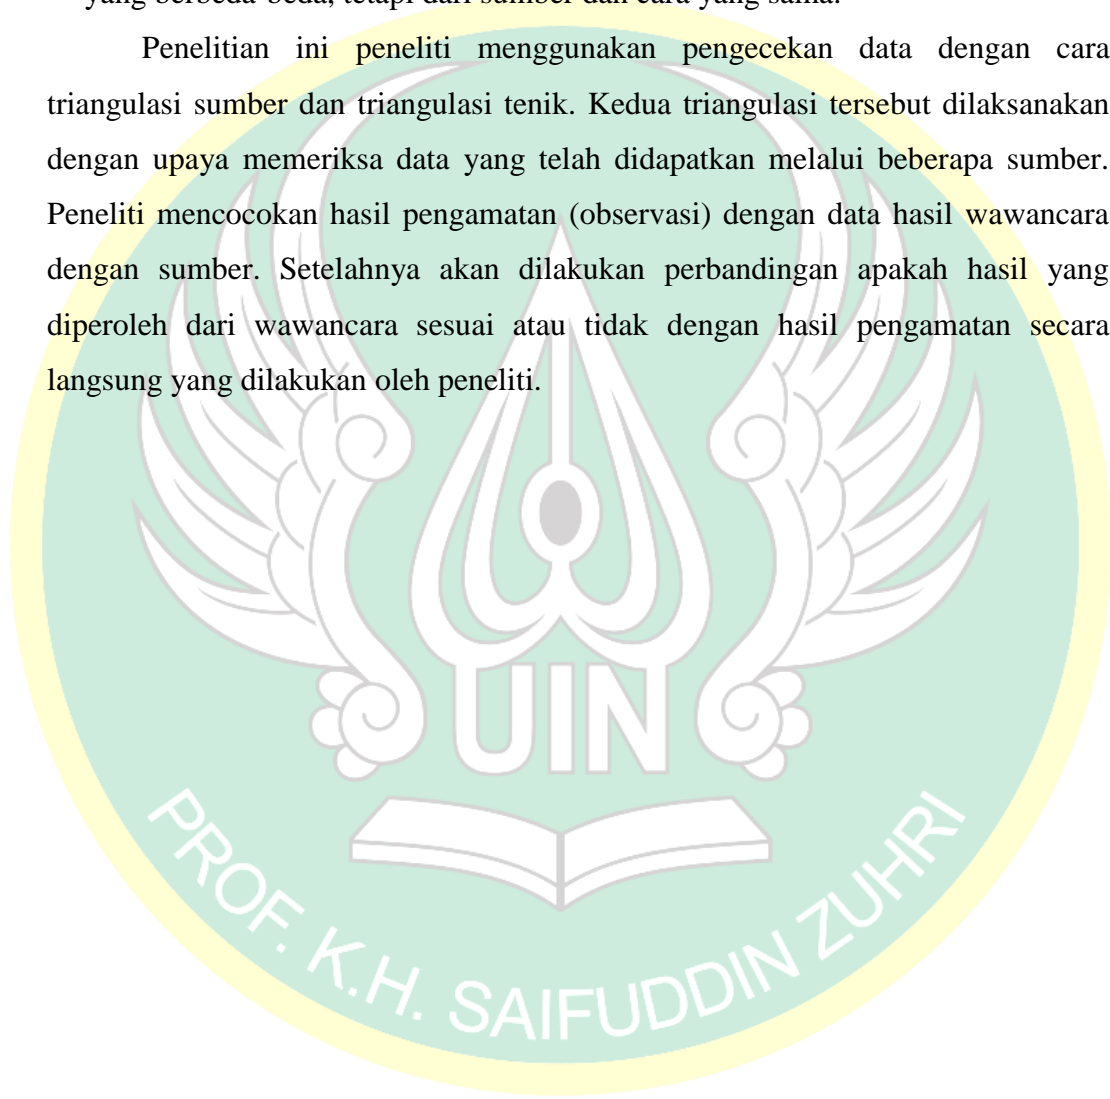 yang berbeda-beda, tetapi dari sumber dan cara yang sama.
Penelitian ini peneliti menggunakan pengecekan data dengan cara
triangulasi sumber dan triangulasi tenik. Kedua triangulasi tersebut dilaksanakan
dengan upaya memeriksa data yang telah didapatkan melalui beberapa sumber.
Peneliti mencocokan hasil pengamatan (observasi) dengan data hasil wawancara
dengan sumber. Setelahnya akan dilakukan perbandingan apakah hasil yang
diperoleh dari wawancara sesuai atau tidak dengan hasil pengamatan secara
langsung yang dilakukan oleh peneliti.
UIN
PROF. K.H. SAIFUDDIN ZUHRI